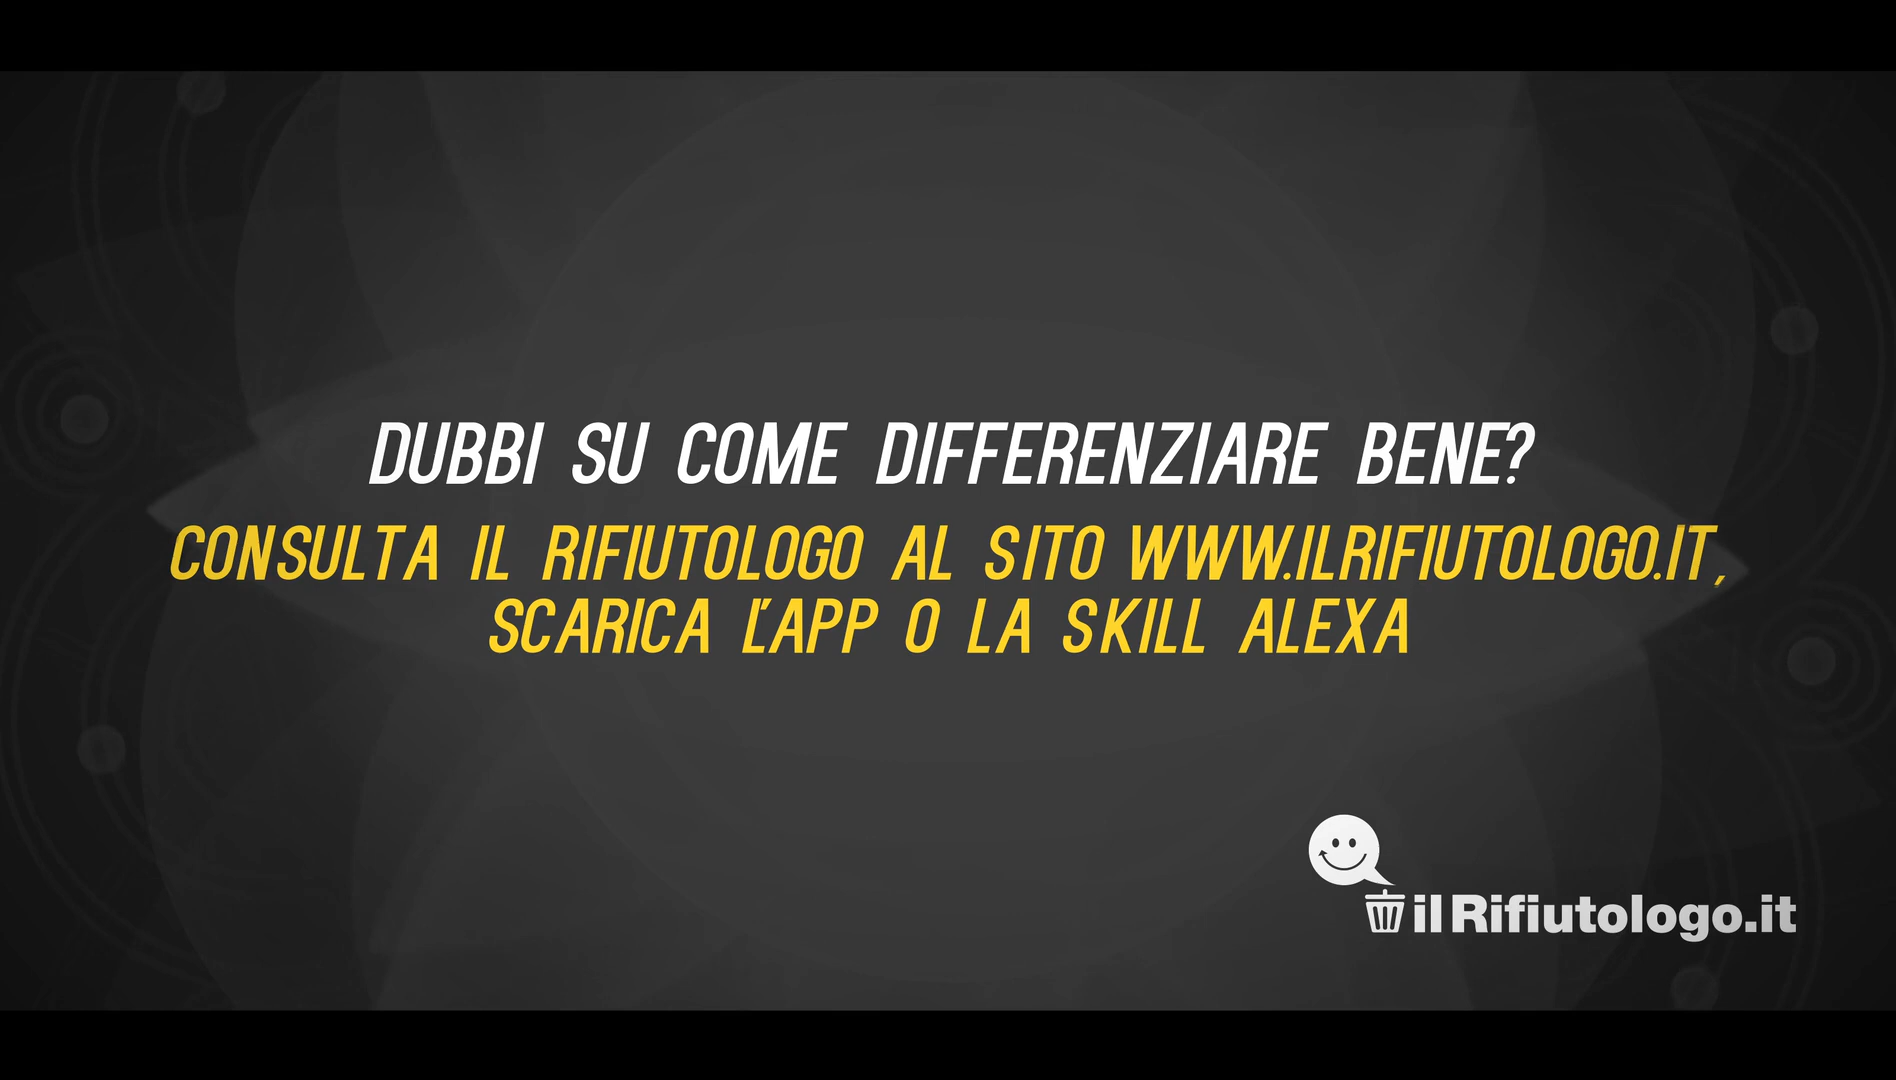 DUBBI SU COME DIFFERENZIARE BENE?
CONSULTA IL RIFIUTOLOGO AL SITO WWW.ILRIFIUTOLOGO.IT,
SCARICA L'APP O LA SKILL ALEXA
ilRifiutologo.it